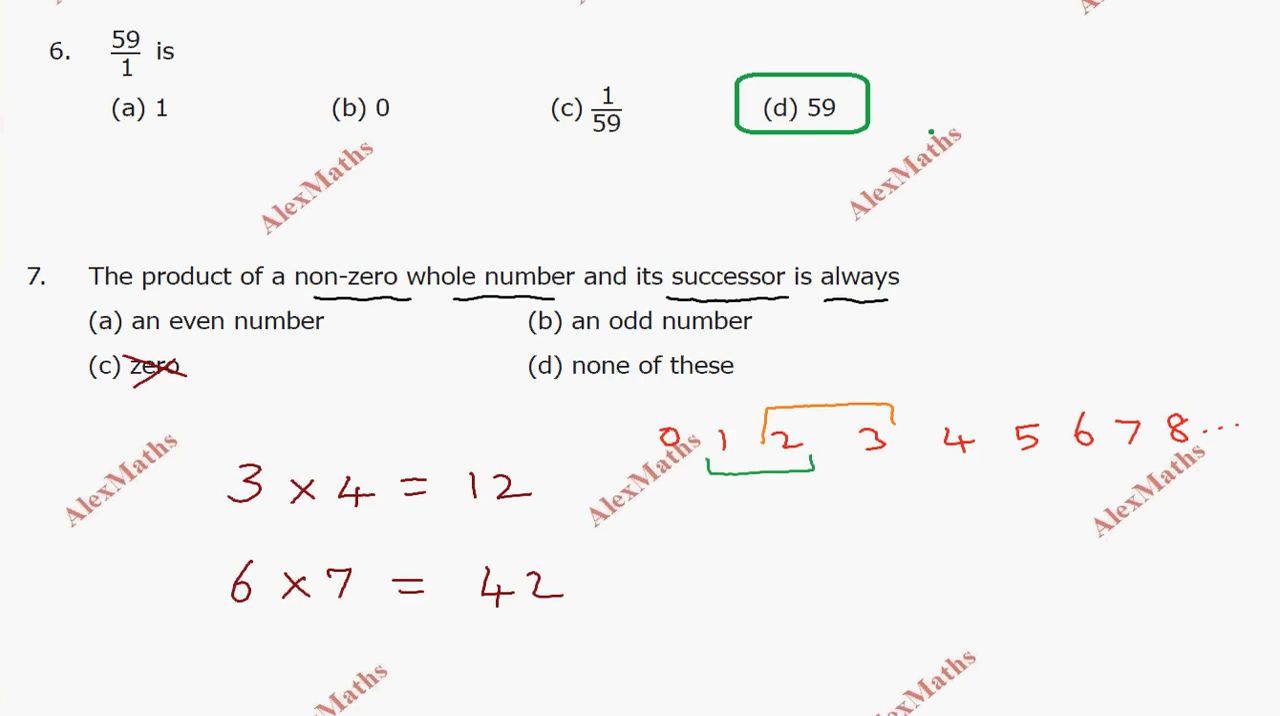 6. 59/1 is
(a) 1 (b) 0 (c) 1/59 (d) 59
AlexMaths AlexMaths
7. The product of a non-zero whole number and its successor is always
(a) an even number (b) an odd number
(c) zero (d) none of these
0 1 2 3 4 5 6 7 8...
AlexMaths AlexMaths AlexMaths
3 × 4 = 12
6 × 7 = 42
AlexMaths AlexMaths